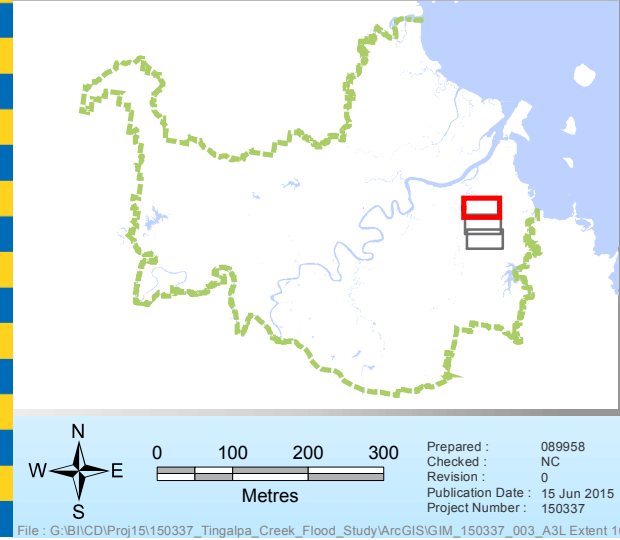 N
W E
S
0 100 200 300
Metres
Prepared : 089958
Checked : NC
Revision : 0
Publication Date : 15 Jun 2015
Project Number : 150337
File : G:\BI\CD\Proj15\150337_Tingalpa_Creek_Flood_Study\ArcGIS\GIM_150337_003_A3L Extent